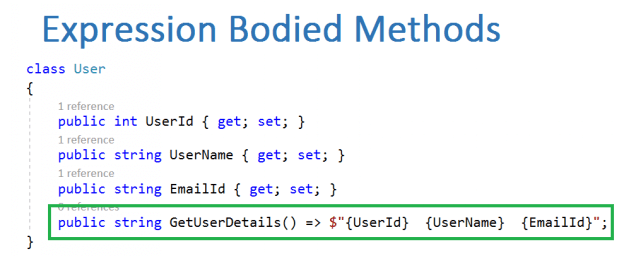 Expression Bodied Methods
class User
{
1 reference
public int UserId { get; set; }
1 reference
public string UserName { get; set; }
1 reference
public string EmailId { get; set; }
0 references
public string GetUserDetails() => $"{UserId}  {UserName}  {EmailId}";
}